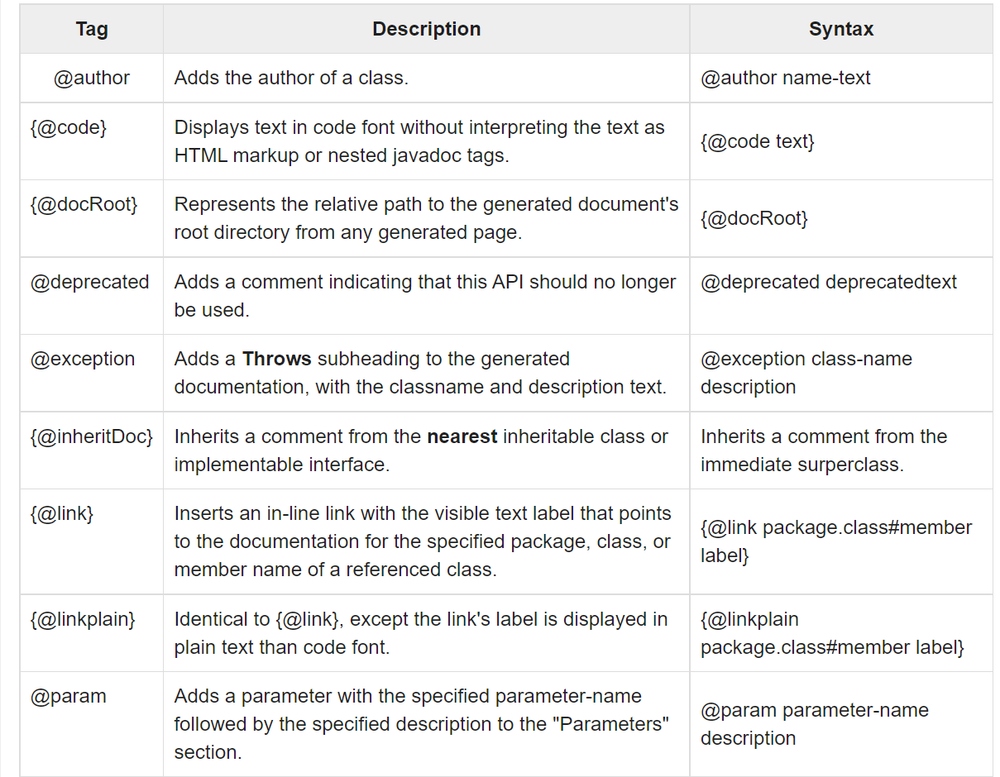 Tag Description Syntax
@author Adds the author of a class. @author name-text
{@code} Displays text in code font without interpreting the text as
HTML markup or nested javadoc tags.
{@code text}
{@docRoot} Represents the relative path to the generated document's
root directory from any generated page.
{@docRoot}
@deprecated Adds a comment indicating that this API should no longer
be used.
@deprecated deprecatedtext
@exception Adds a Throws subheading to the generated
documentation, with the classname and description text.
@exception class-name
description
{@inheritDoc} Inherits a comment from the nearest inheritable class or
implementable interface.
Inherits a comment from the
immediate surperclass.
{@link} Inserts an in-line link with the visible text label that points
to the documentation for the specified package, class, or
member name of a referenced class.
{@link package.class#member
label}
{@linkplain} Identical to {@link}, except the link's label is displayed in
plain text than code font.
{@linkplain
package.class#member label}
@param Adds a parameter with the specified parameter-name
followed by the specified description to the "Parameters"
section.
@param parameter-name
description